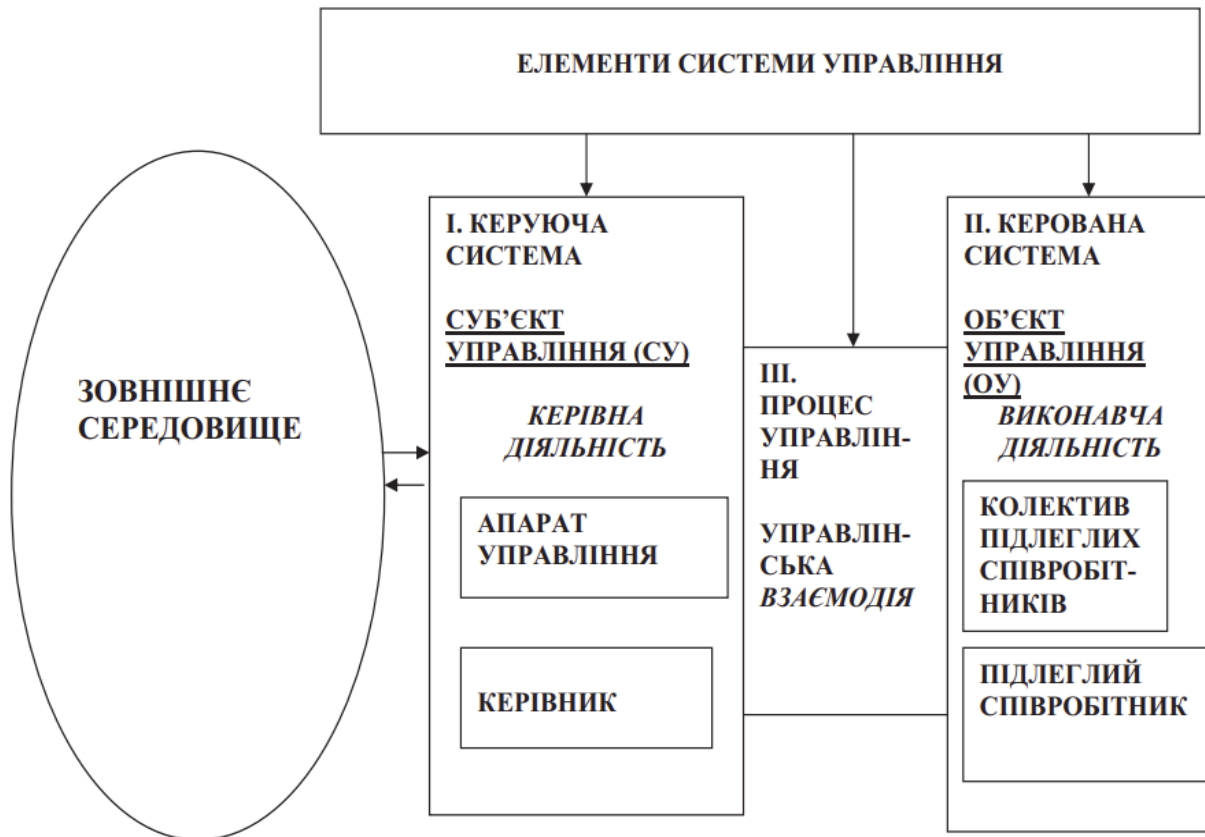 ЕЛЕМЕНТИ СИСТЕМИ УПРАВЛІННЯ
ЗОВНІШНЄ
СЕРЕДОВИЩЕ
І. КЕРУЮЧА
СИСТЕМА
СУБ’ЄКТ
УПРАВЛІННЯ (СУ)
КЕРІВНА
ДІЯЛЬНІСТЬ
АПАРАТ
УПРАВЛІННЯ
КЕРІВНИК
ІІІ.
ПРОЦЕС
УПРАВЛІН-
НЯ
УПРАВЛІН-
СЬКА
ВЗАЄМОДІЯ
ІІ. КЕРОВАНА
СИСТЕМА
ОБ’ЄКТ
УПРАВЛІННЯ
(ОУ)
ВИКОНАВЧА
ДІЯЛЬНІСТЬ
КОЛЕКТИВ
ПІДЛЕГЛИХ
СПІВРОБІТ-
НИКІВ
ПІДЛЕГЛИЙ
СПІВРОБІТНИК